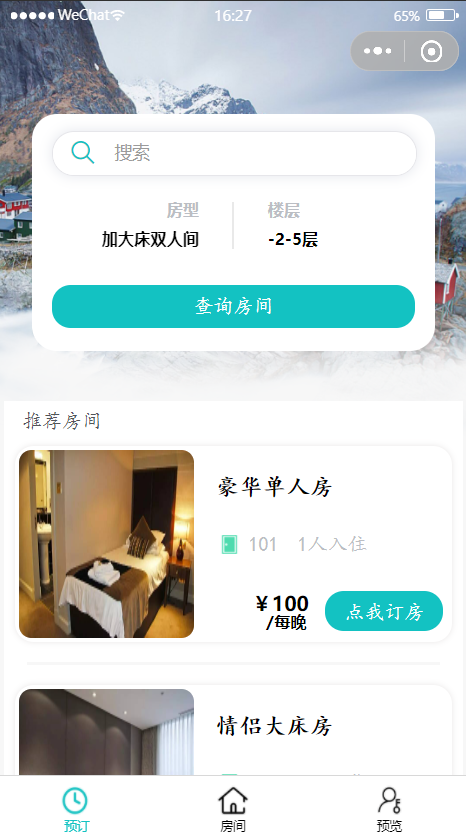 WeChat 16:27 65%
搜索
房型 楼层
加大床双人间 -2-5层
查询房间
推荐房间
豪华单人房
101 1人入住
￥100
/每晚
点我订房
情侣大床房
预订 房间 预览